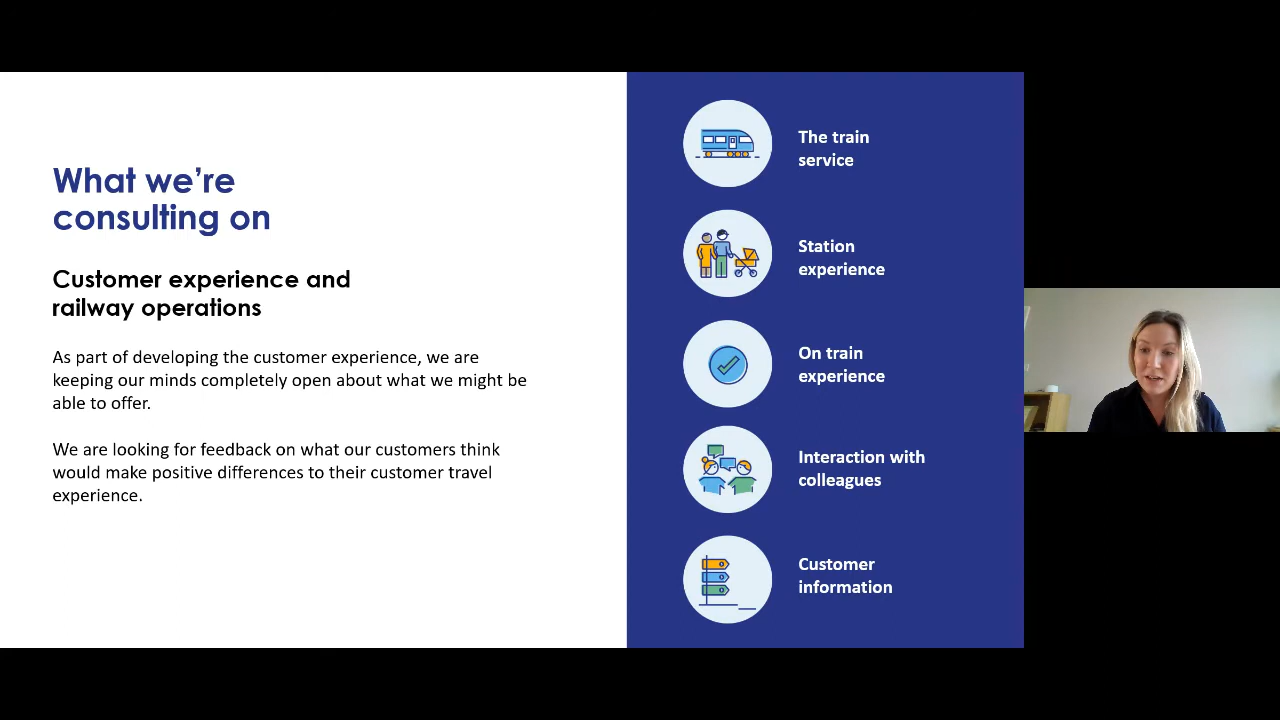 What we're
consulting on
Customer experience and
railway operations
As part of developing the customer experience, we are
keeping our minds completely open about what we might be
able to offer.
We are looking for feedback on what our customers think
would make positive differences to their customer travel
experience.
The train
service
Station
experience
On train
experience
Interaction with
colleagues
Customer
information